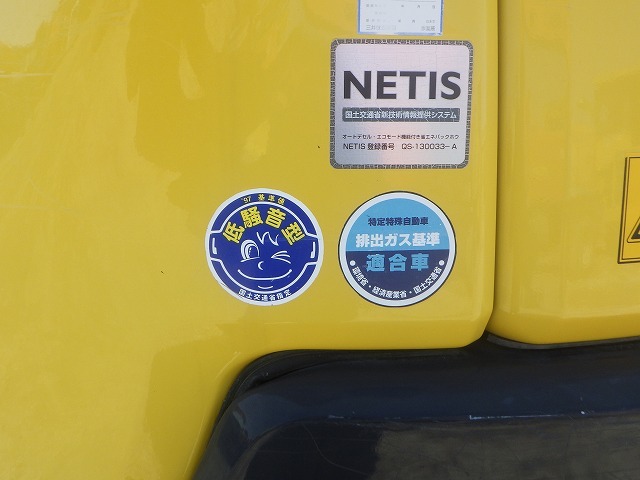 NETIS
国土交通省新技術情報提供システム
オートデセル・エコモード機能付き省エネバックホウ
NETIS 登録番号 QS-130033-A
'97 基準値
低騒音型
国土交通省指定
特定特殊自動車
排出ガス基準
適合車
・環境省・経済産業省・国土交通省・